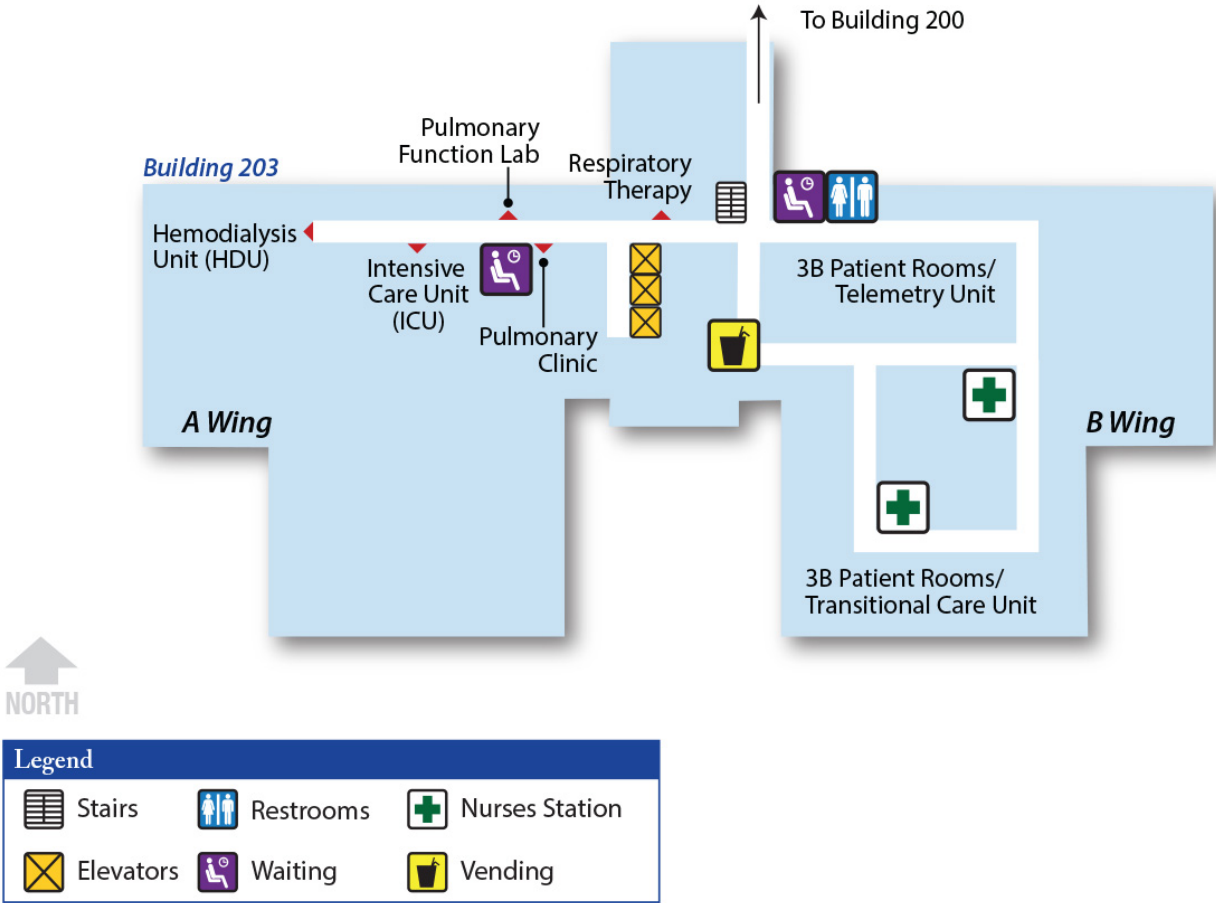 To Building 200
Pulmonary
Function Lab
Building 203
Respiratory
Therapy
Hemodialysis
Unit (HDU)
Intensive
Care Unit
(ICU)
3B Patient Rooms/
Telemetry Unit
Pulmonary
Clinic
A Wing
B Wing
3B Patient Rooms/
Transitional Care Unit
NORTH
Legend
Stairs
Restrooms
Nurses Station
Elevators
Waiting
Vending